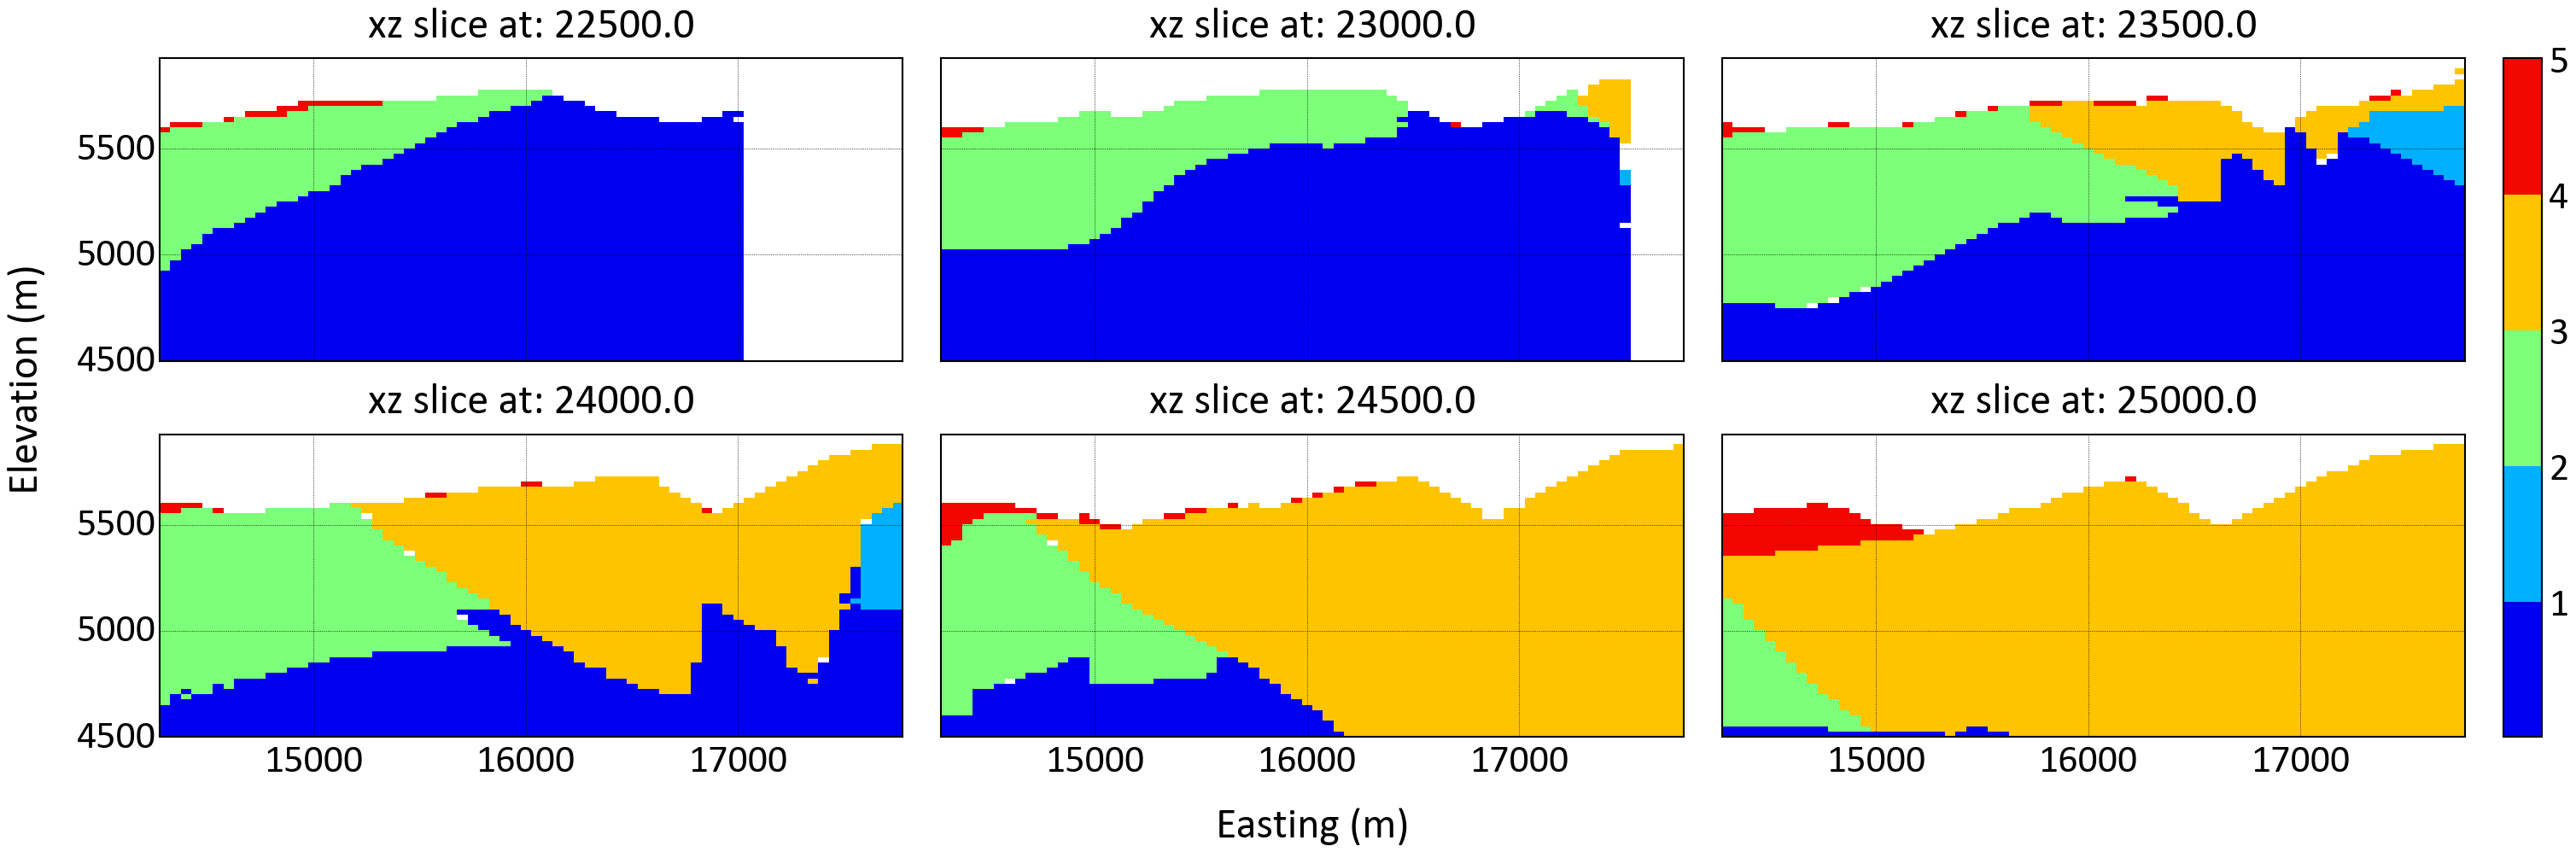 xz slice at: 22500.0
xz slice at: 23000.0
xz slice at: 23500.0
5500
5000
4500
xz slice at: 24000.0
xz slice at: 24500.0
xz slice at: 25000.0
5500
5000
4500
15000 16000 17000
15000 16000 17000
15000 16000 17000
Elevation (m)
Easting (m)
5
4
3
2
1